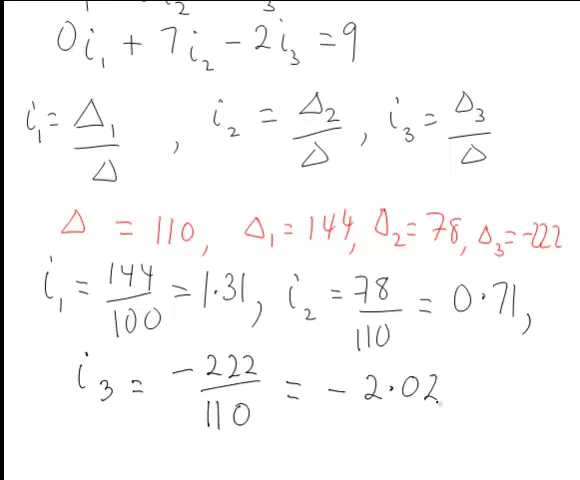 0i₁ + 7i₂ - 2i₃ = 9
i₁ = Δ₁/Δ , i₂ = Δ₂/Δ , i₃ = Δ₃/Δ
Δ = 110, Δ₁ = 144, Δ₂ = 78, Δ₃ = -222
i₁ = 144/100 = 1.31, i₂ = 78/110 = 0.71,
i₃ = -222/110 = -2.02